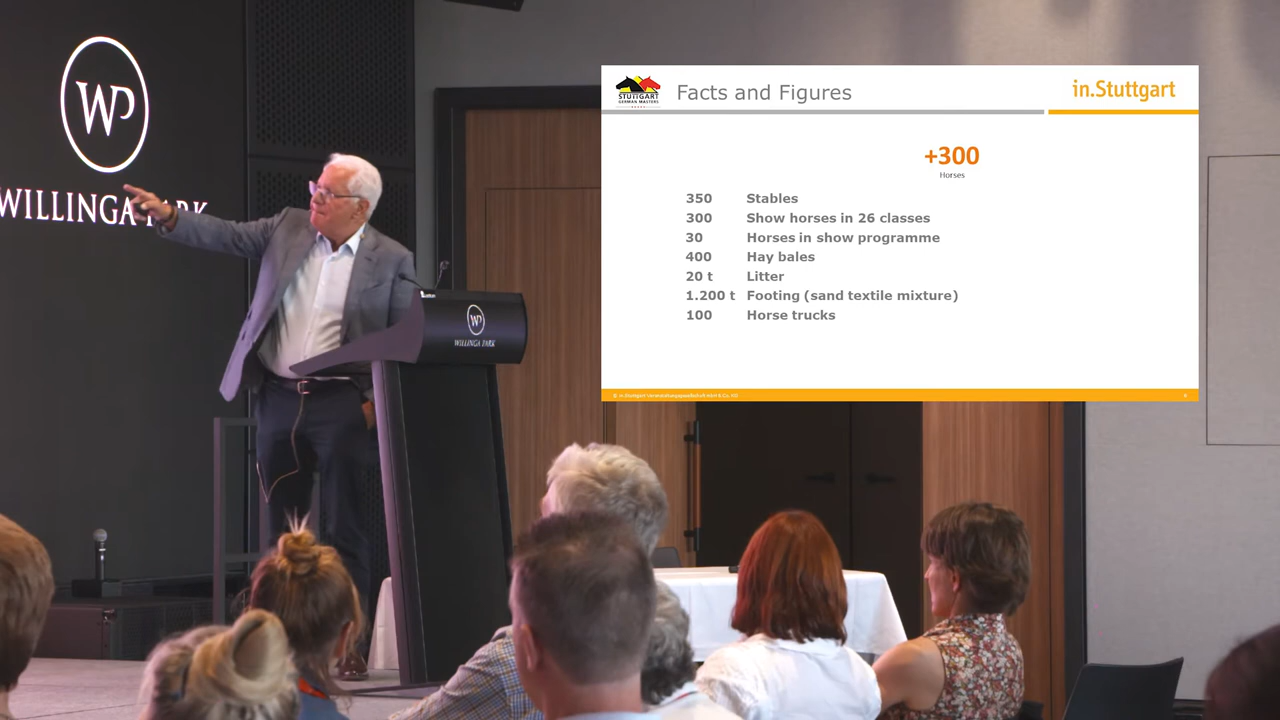 WP
WILLINGA PARK
STUTTGART
GERMAN MASTERS
Facts and Figures
in.Stuttgart
+300
Horses
350 Stables
300 Show horses in 26 classes
30 Horses in show programme
400 Hay bales
20 t Litter
1.200 t Footing (sand textile mixture)
100 Horse trucks
WP
WILLINGA PARK